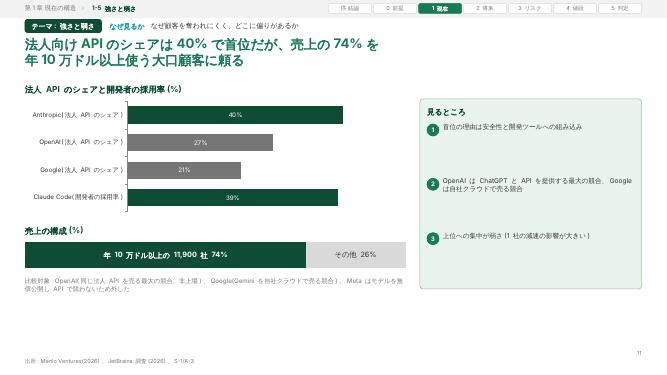 第1章 現在の構造 › 1-5 強さと弱さ
序 結論
0 前提
1 現在
2 将来
3 リスク
4 値段
5 判定
テーマ：強さと弱さ なぜ見るか なぜ顧客を奪われにくく、どこに偏りがあるか
法人向け API のシェアは 40% で首位だが、売上の 74% を
年 10 万ドル以上使う大口顧客に頼る
法人 API のシェアと開発者の採用率 (%)
Anthropic(法人 API のシェア) 40%
OpenAI(法人 API のシェア) 27%
Google(法人 API のシェア) 21%
Claude Code(開発者の採用率) 39%
売上の構成 (%)
年 10 万ドル以上の 11,900 社 74% その他 26%
比較対象：OpenAI(同じ法人 API を売る最大の競合、非上場)、Google(Gemini を自社クラウドで売る競合)。Meta はモデルを無
償公開し API で競わないため外した
見るところ
1 首位の理由は安全性と開発ツールへの組み込み
2 OpenAI は ChatGPT と API を提供する最大の競合、Google
は自社クラウドで売る競合
3 上位への集中が弱さ (1 社の減速の影響が大きい)
出所：Menlo Ventures(2026)、JetBrains 調査 (2026)、S-1/A-3
11